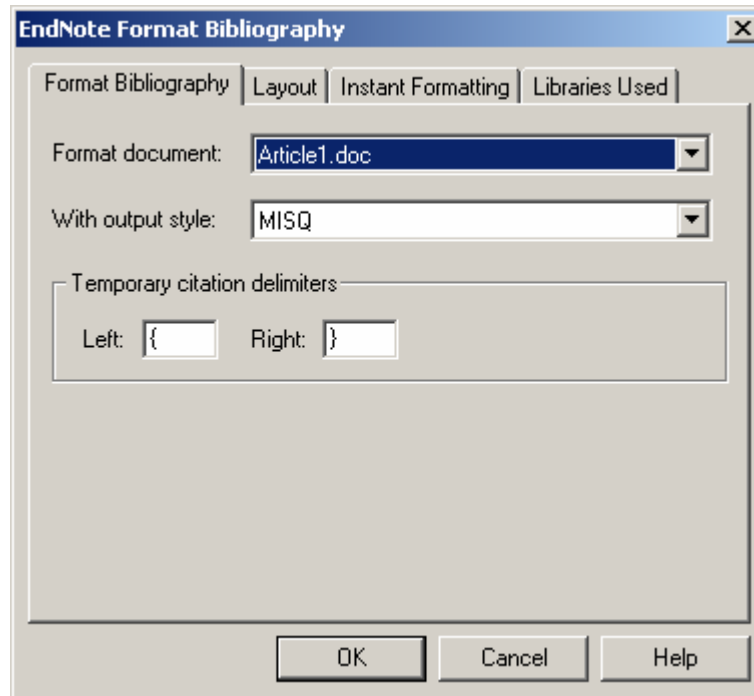 EndNote Format Bibliography
Format Bibliography Layout Instant Formatting Libraries Used
Format document: Article1.doc
With output style: MISQ
Temporary citation delimiters
Left: { Right: }
OK Cancel Help